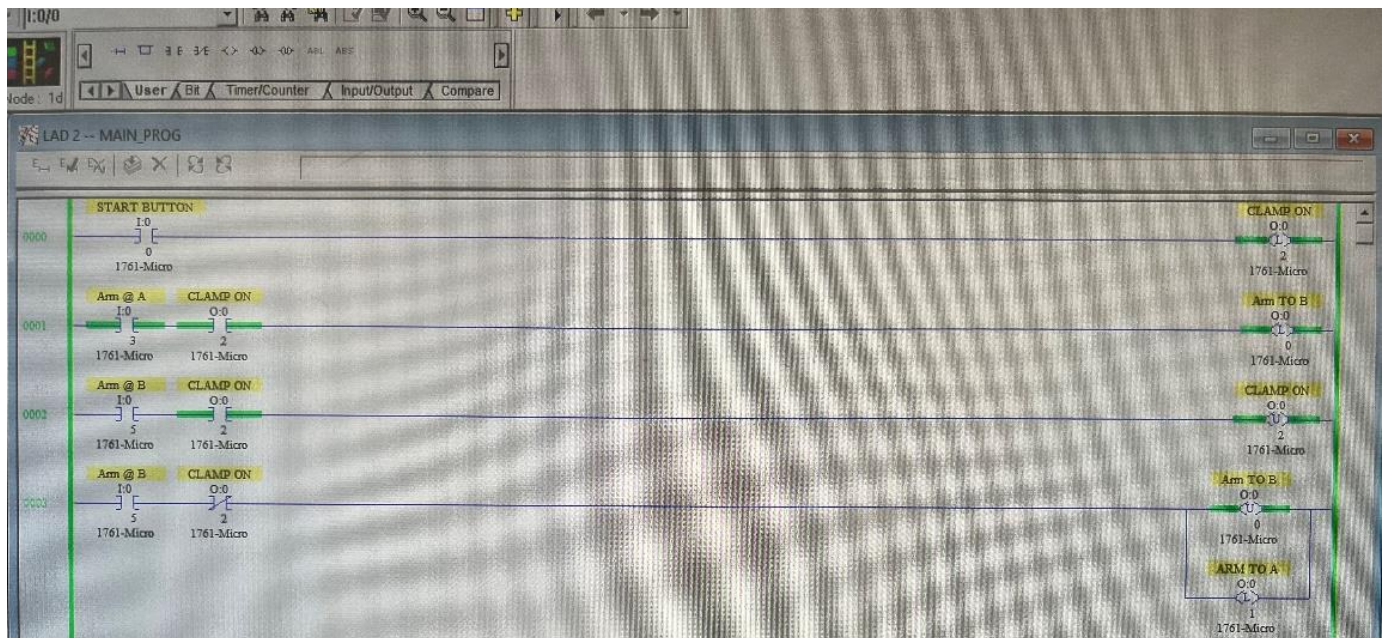 I:0/0
ABL ABS
Node: 1d
User Bit Timer/Counter Input/Output Compare
LAD 2 -- MAIN_PROG
START BUTTON CLAMP ON
I:0 O:0
0000 L
0 2
1761-Micro 1761-Micro
Arm @ A CLAMP ON Arm TO B
I:0 O:0 O:0
0001 L
3 2 0
1761-Micro 1761-Micro 1761-Micro
Arm @ B CLAMP ON CLAMP ON
I:0 O:0 O:0
0002 U
5 2 2
1761-Micro 1761-Micro 1761-Micro
Arm @ B CLAMP ON Arm TO B
I:0 O:0 O:0
0003 U
5 2 0
1761-Micro 1761-Micro 1761-Micro
ARM TO A
O:0
L
1
1761-Micro